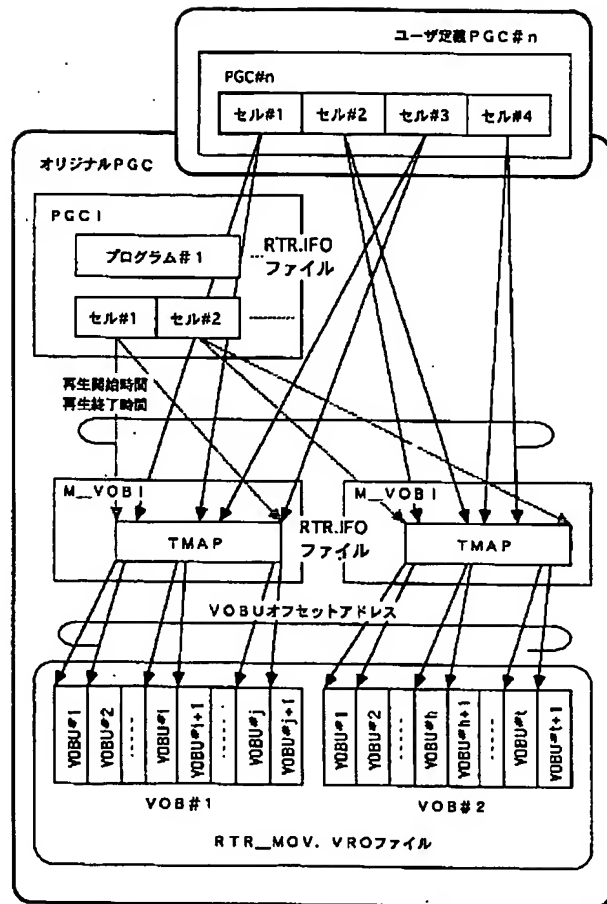 ユーザ定義PGC#n
PGC#n
セル#1 セル#2 セル#3 セル#4
オリジナルPGC
PGCI
プログラム#1
RTR.IFO
ファイル
セル#1 セル#2
再生開始時間
再生終了時間
M__VOBI
M__VOBI
TMAP
RTR.IFO
ファイル
TMAP
VOBUオフセットアドレス
VOBU#1 VOBU#2 VOBU#i VOBU#i+1 VOBU#j VOBU#j+1
VOBU#1 VOBU#2 VOBU#h VOBU#h+1 VOBU#t VOBU#t+1
VOB#1
VOB#2
RTR__MOV. VROファイル